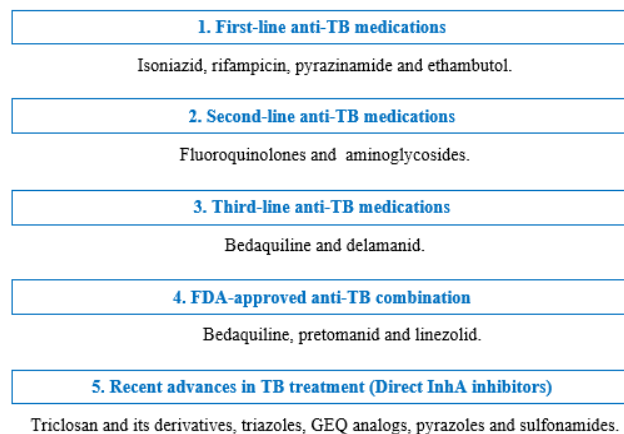 1. First-line anti-TB medications
Isoniazid, rifampicin, pyrazinamide and ethambutol.
2. Second-line anti-TB medications
Fluoroquinolones and aminoglycosides.
3. Third-line anti-TB medications
Bedaquiline and delamanid.
4. FDA-approved anti-TB combination
Bedaquiline, pretomanid and linezolid.
5. Recent advances in TB treatment (Direct InhA inhibitors)
Triclosan and its derivatives, triazoles, GEQ analogs, pyrazoles and sulfonamides.